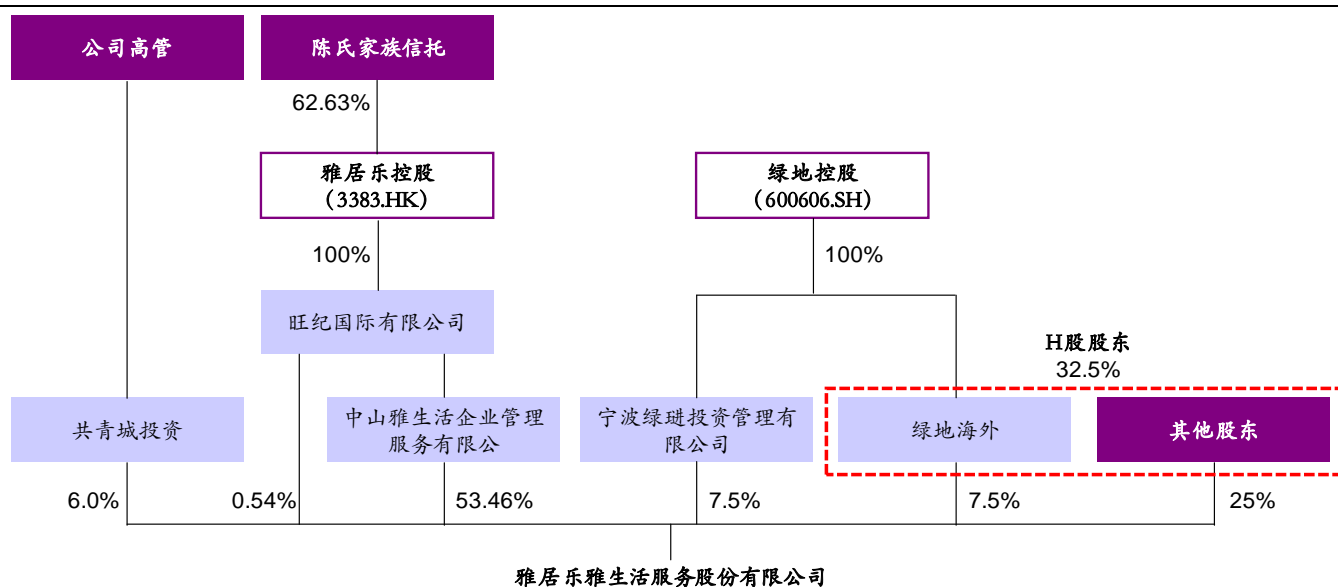 公司高管
陈氏家族信托
62.63%
雅居乐控股
（3383.HK）
绿地控股
（600606.SH）
100%
100%
旺纪国际有限公司
H股股东
32.5%
共青城投资
中山雅生活企业管理
服务有限公
宁波绿琎投资管理有
限公司
绿地海外
其他股东
6.0%
0.54%
53.46%
7.5%
7.5%
25%
雅居乐雅生活服务股份有限公司